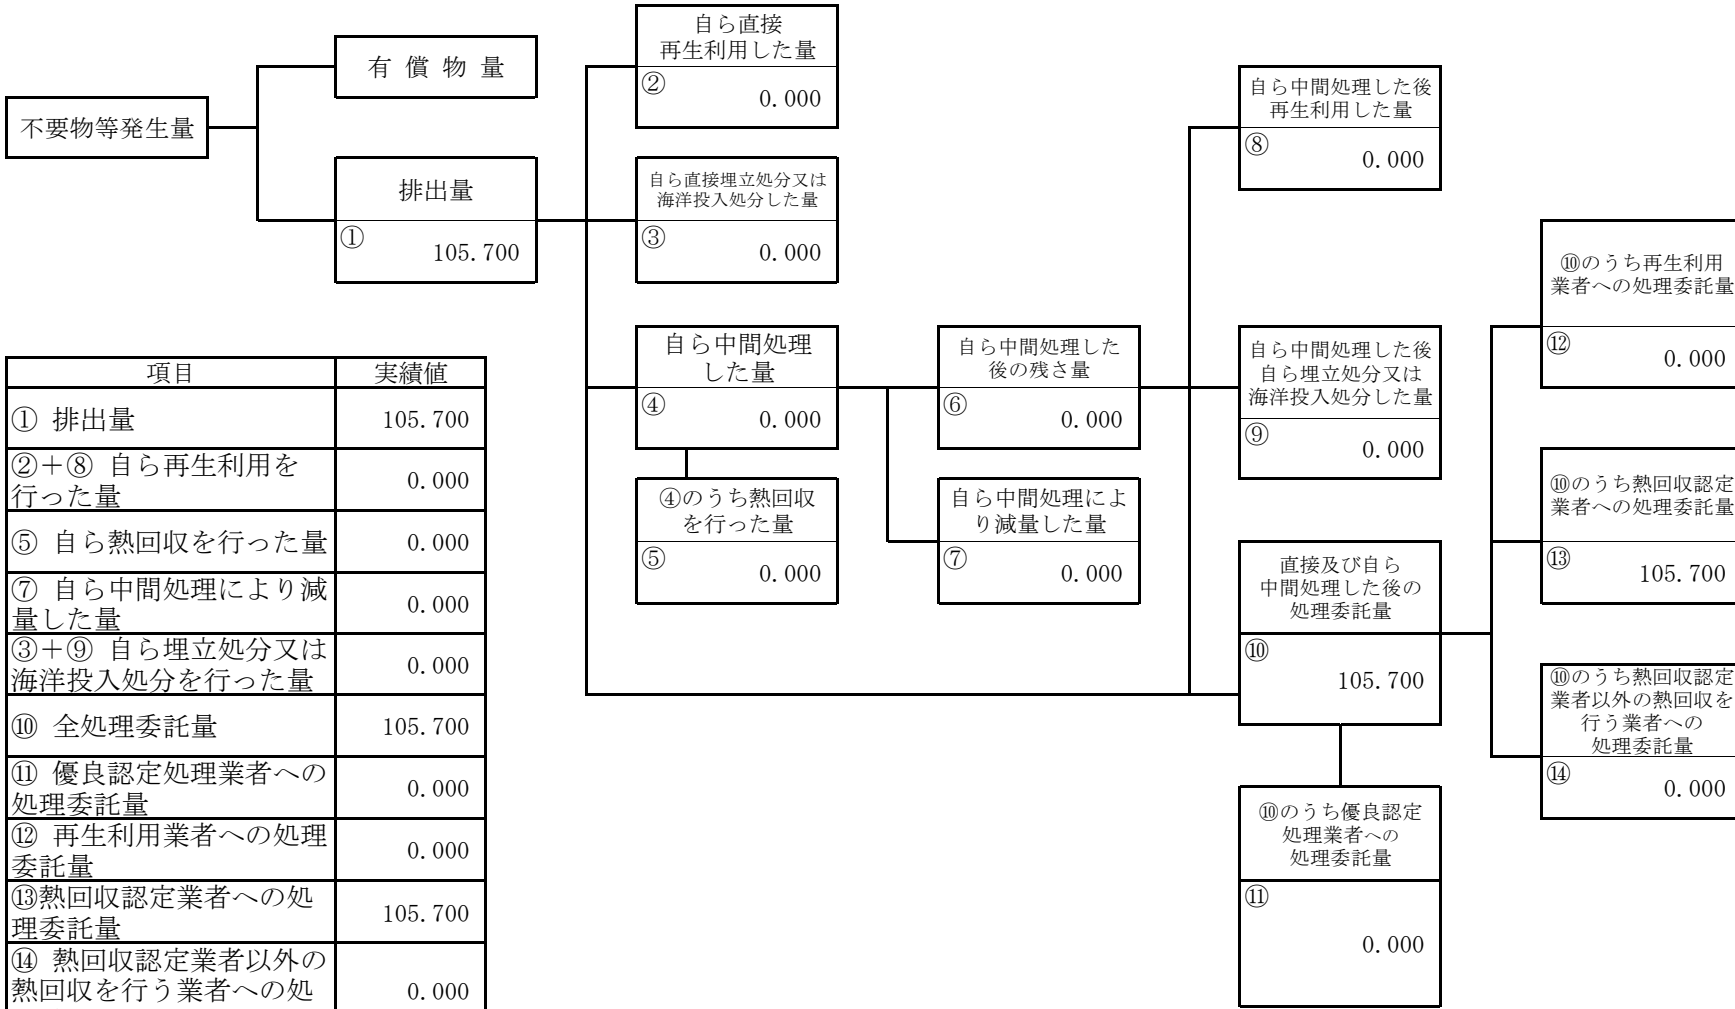 不要物等発生量
有 償 物 量
排出量
①
105.700
自ら直接
再生利用した量
②
0.000
自ら直接埋立処分又は
海洋投入処分した量
③
0.000
自ら中間処理
した量
④
0.000
④のうち熱回収
を行った量
⑤
0.000
自ら中間処理した
後の残さ量
⑥
0.000
自ら中間処理によ
り減量した量
⑦
0.000
自ら中間処理した後
再生利用した量
⑧
0.000
自ら中間処理した後
自ら埋立処分又は
海洋投入処分した量
⑨
0.000
直接及び自ら
中間処理した後の
処理委託量
⑩
105.700
⑩のうち優良認定
処理業者への
処理委託量
⑪
0.000
⑩のうち再生利用
業者への処理委託量
⑫
0.000
⑩のうち熱回収認定
業者への処理委託量
⑬
105.700
⑩のうち熱回収認定
業者以外の熱回収を
行う業者への
処理委託量
⑭
0.000
項目 実績値
① 排出量 105.700
②+⑧ 自ら再生利用を
行った量 0.000
⑤ 自ら熱回収を行った量 0.000
⑦ 自ら中間処理により減
量した量 0.000
③+⑨ 自ら埋立処分又は
海洋投入処分を行った量 0.000
⑩ 全処理委託量 105.700
⑪ 優良認定処理業者への
処理委託量 0.000
⑫ 再生利用業者への処理
委託量 0.000
⑬熱回収認定業者への処
理委託量 105.700
⑭ 熱回収認定業者以外の
熱回収を行う業者への処 0.000